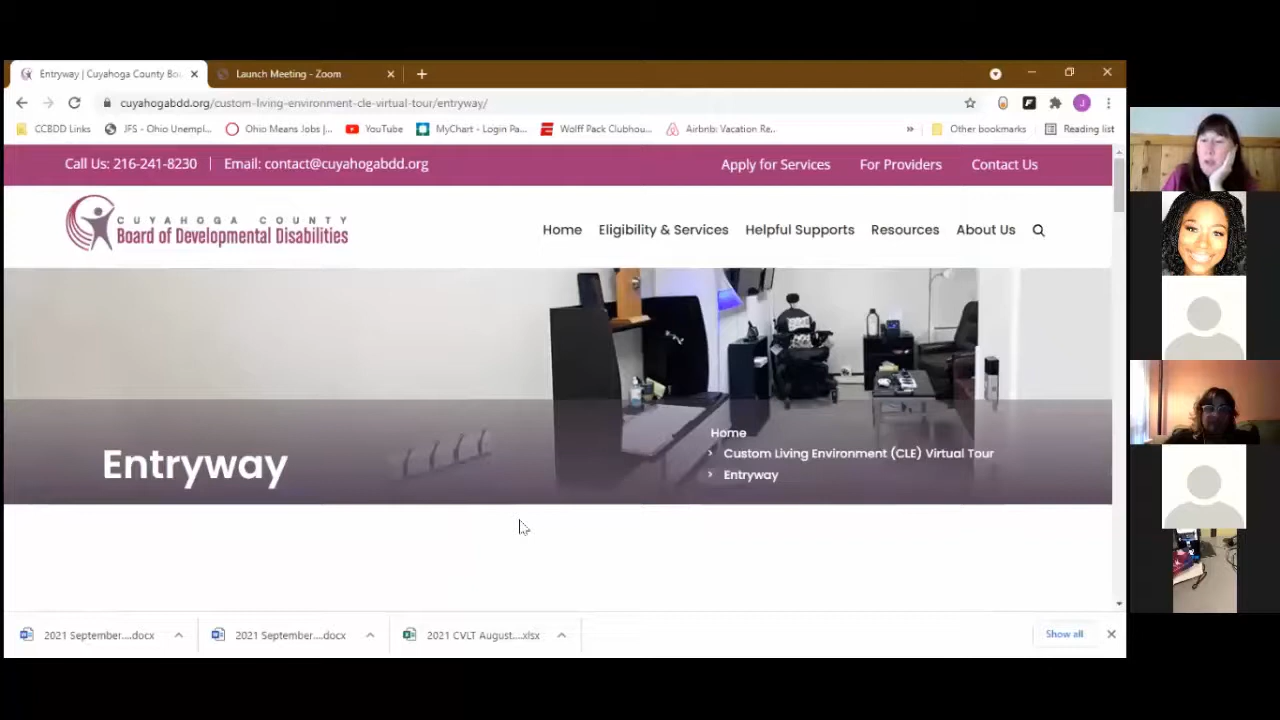 Entryway | Cuyahoga County Bo
Launch Meeting - Zoom
cuyahogabdd.org/custom-living-environment-cle-virtual-tour/entryway/
CCBDD Links
JFS - Ohio Unempl...
Ohio Means Jobs |...
YouTube
MyChart - Login Pa...
Wolff Pack Clubhou...
Airbnb: Vacation Re...
Other bookmarks
Reading list
Call Us: 216-241-8230 | Email: contact@cuyahogabdd.org
Apply for Services
For Providers
Contact Us
CUYAHOGA COUNTY
Board of Developmental Disabilities
Home
Eligibility & Services
Helpful Supports
Resources
About Us
Entryway
Home
> Custom Living Environment (CLE) Virtual Tour
> Entryway
2021 September....docx
2021 September....docx
2021 CVLT August....xlsx
Show all